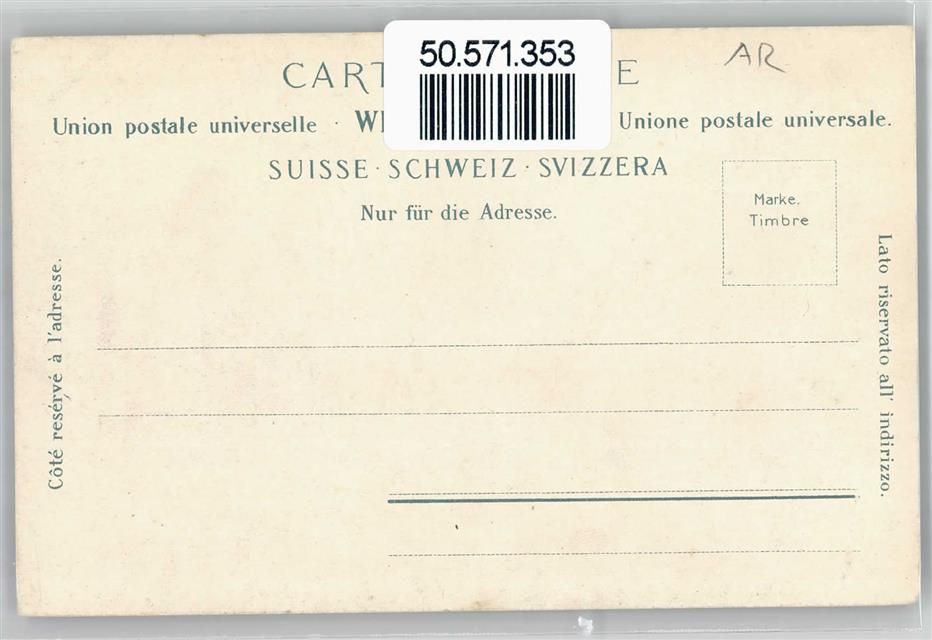 50.571.353
AR
CART E
Union postale universelle · WE Unione postale universale.
SUISSE · SCHWEIZ · SVIZZERA
Nur für die Adresse.
Marke.
Timbre
Côté reservé à l'adresse.
Lato riservato all' indirizzo.